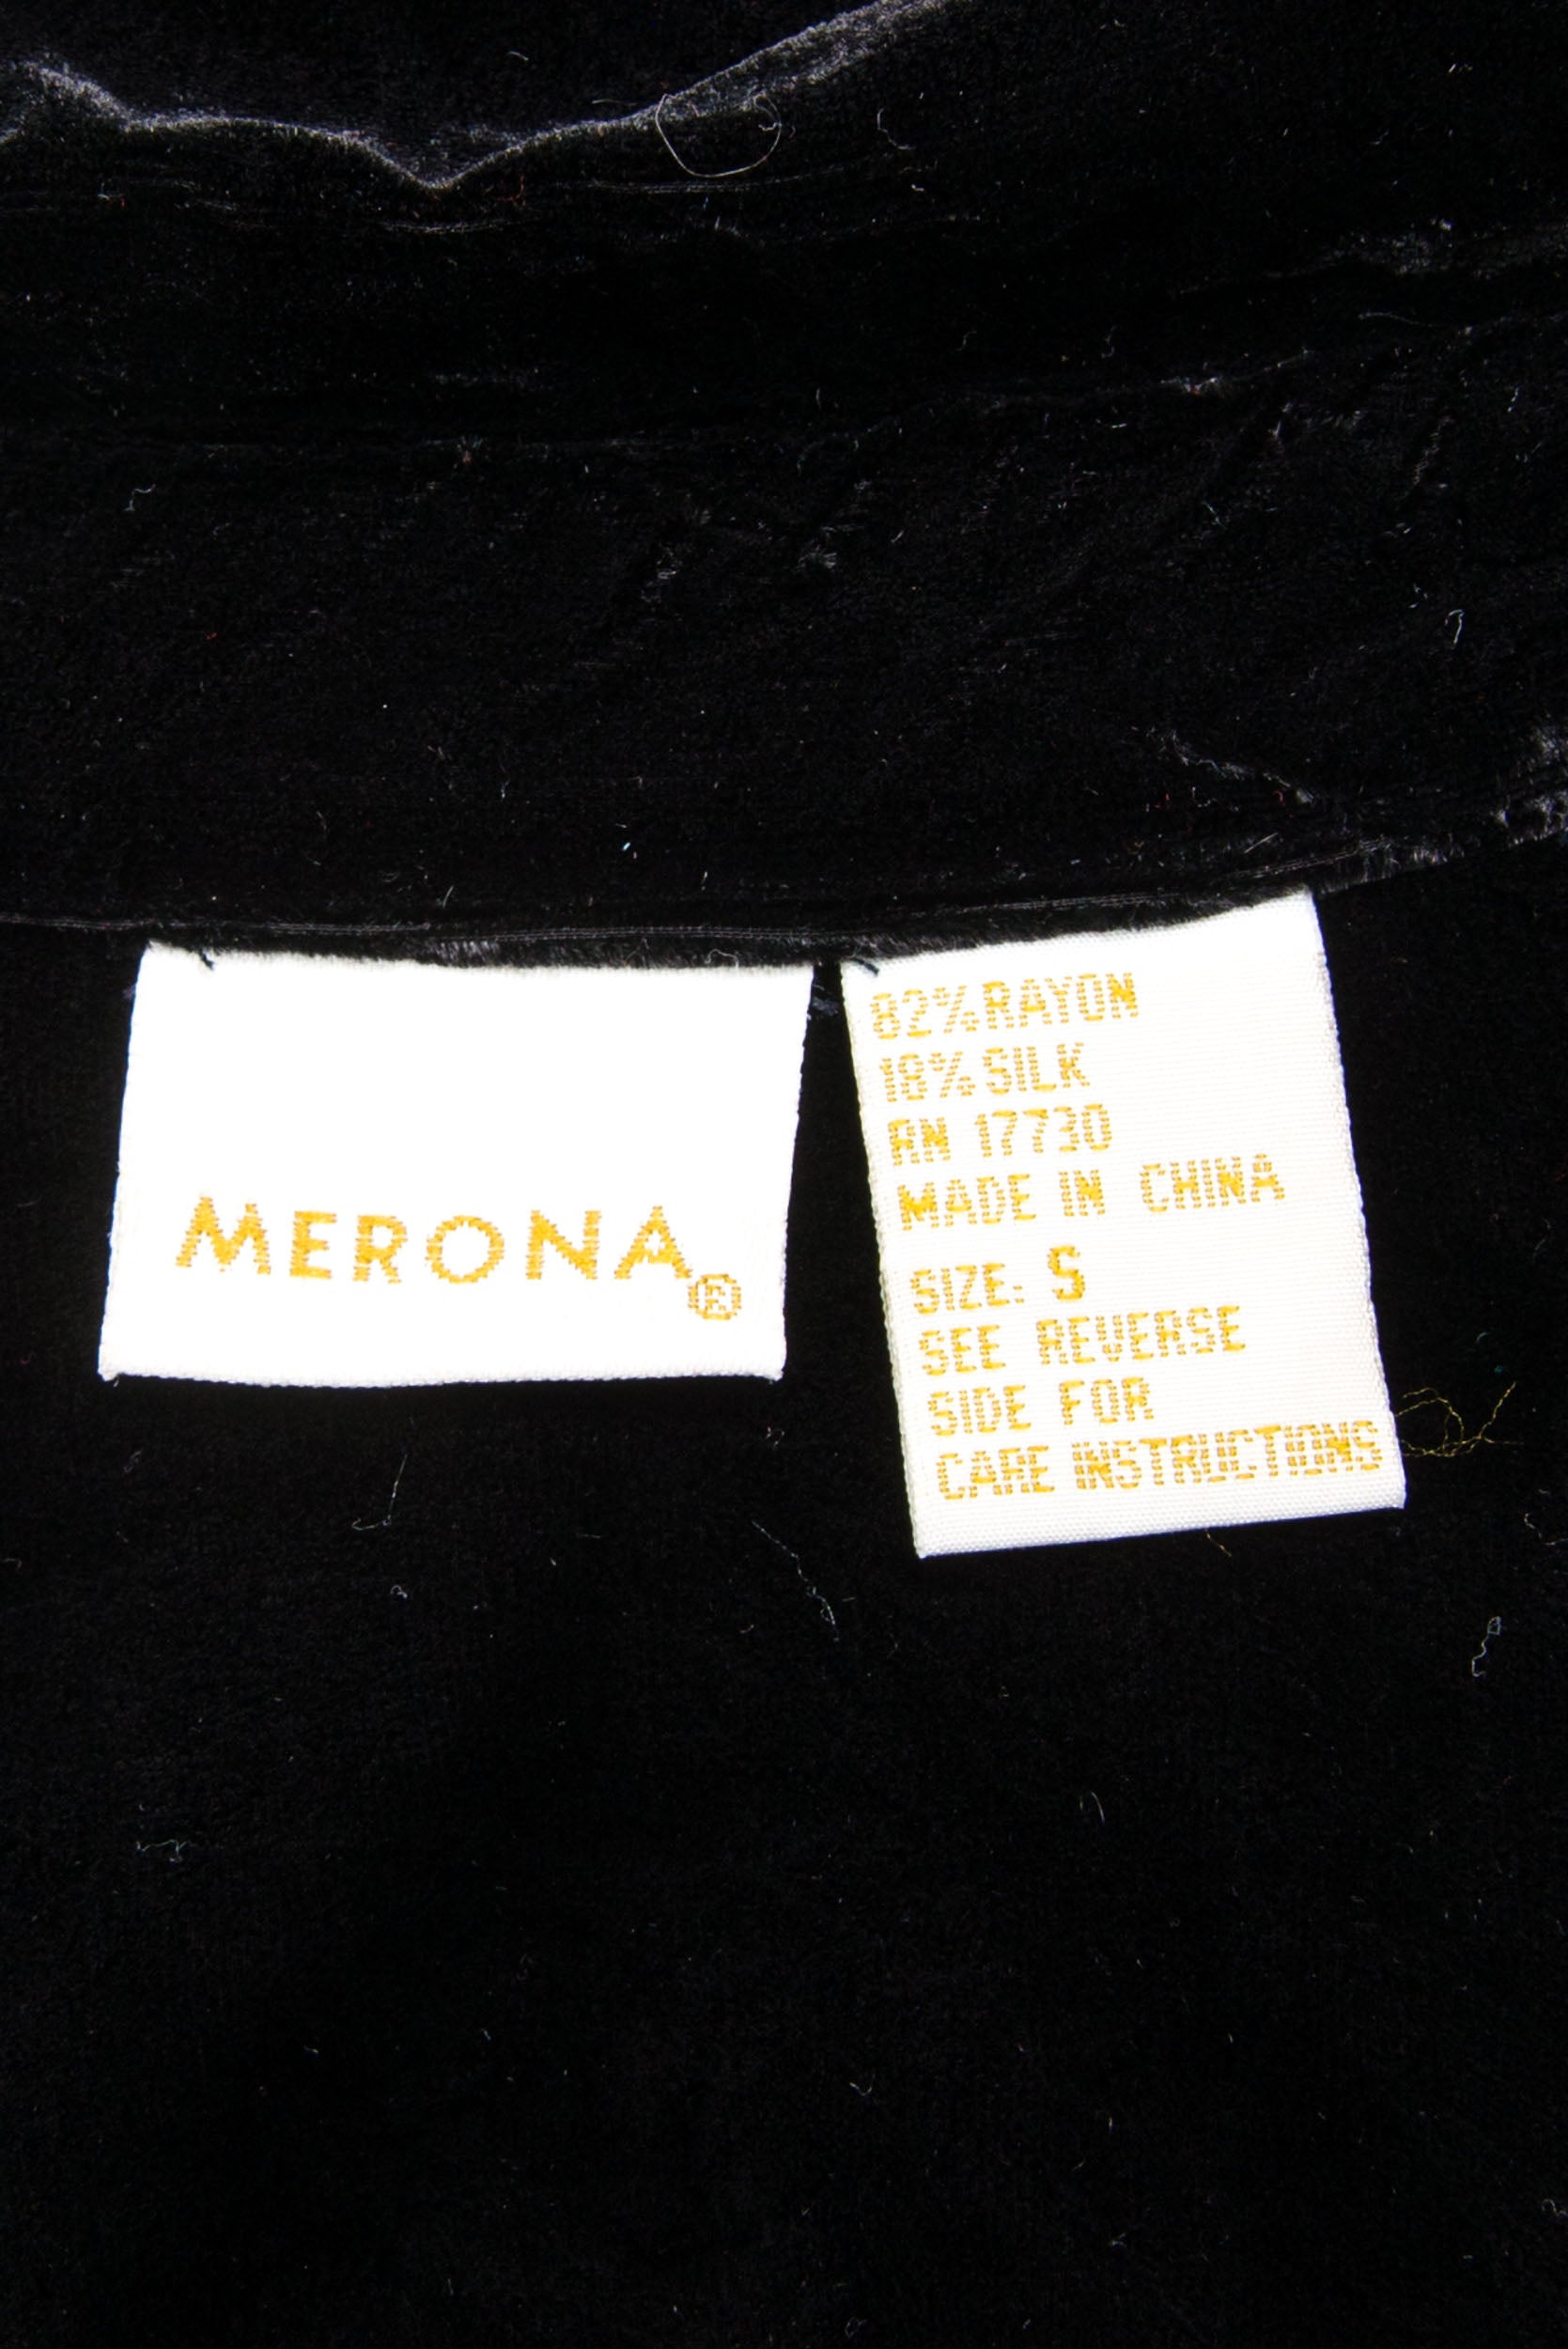 MERONA®
82% RAYON
18% SILK
RN 17730
MADE IN CHINA
SIZE: S
SEE REVERSE
SIDE FOR
CARE INSTRUCTIONS